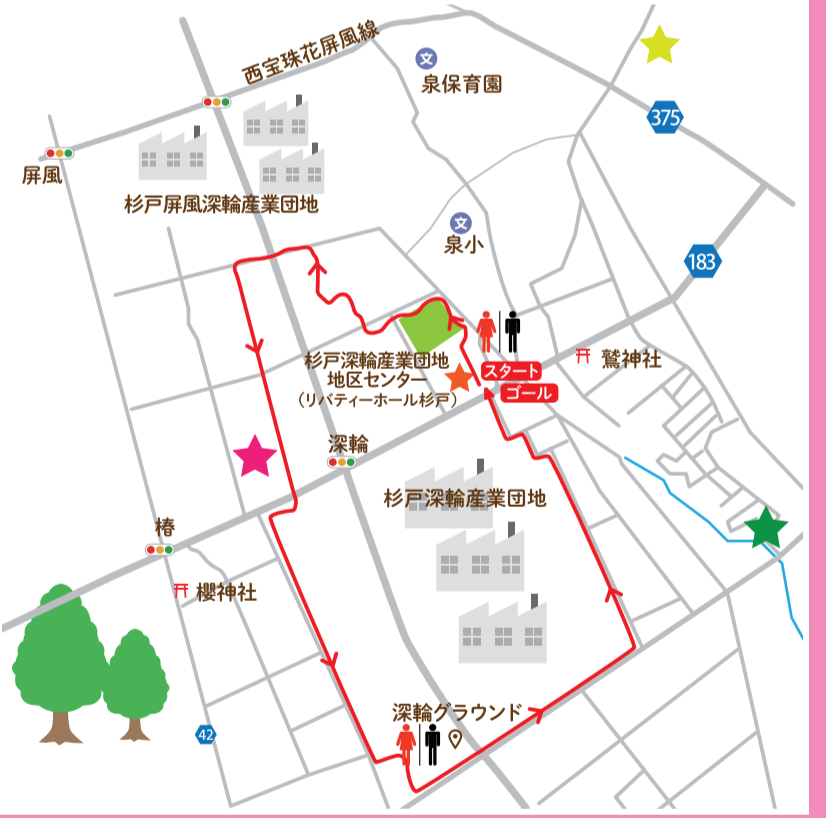 西宝珠花屏風線
文
泉保育園
375
屏風
杉戸屏風深輪産業団地
文
泉小
183
杉戸深輪産業団地
地区センター
(リバティーホール杉戸)
スタート
ゴール
鷲神社
深輪
杉戸深輪産業団地
椿
櫻神社
深輪グラウンド
42